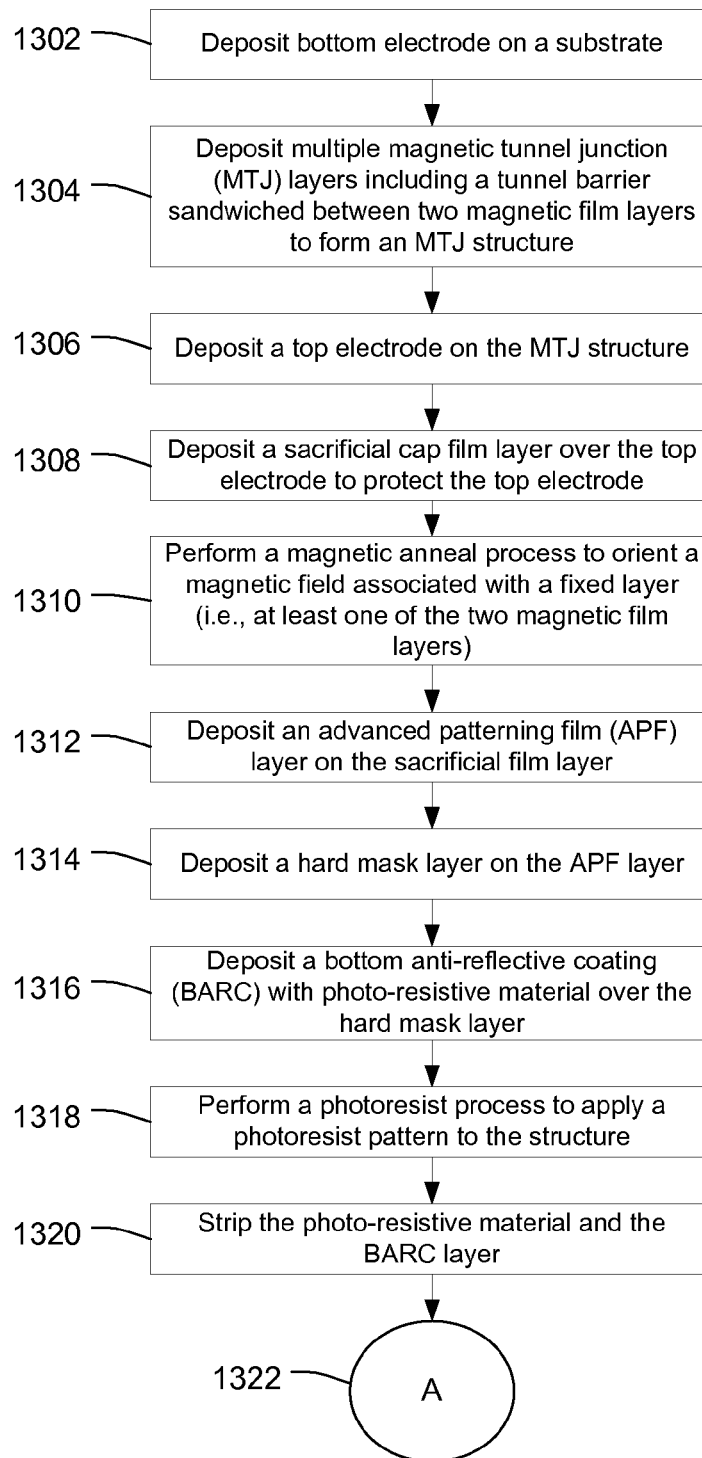 1302
Deposit bottom electrode on a substrate
1304
Deposit multiple magnetic tunnel junction
(MTJ) layers including a tunnel barrier
sandwiched between two magnetic film layers
to form an MTJ structure
1306
Deposit a top electrode on the MTJ structure
1308
Deposit a sacrificial cap film layer over the top
electrode to protect the top electrode
1310
Perform a magnetic anneal process to orient a
magnetic field associated with a fixed layer
(i.e., at least one of the two magnetic film
layers)
1312
Deposit an advanced patterning film (APF)
layer on the sacrificial film layer
1314
Deposit a hard mask layer on the APF layer
1316
Deposit a bottom anti-reflective coating
(BARC) with photo-resistive material over the
hard mask layer
1318
Perform a photoresist process to apply a
photoresist pattern to the structure
1320
Strip the photo-resistive material and the
BARC layer
1322
A